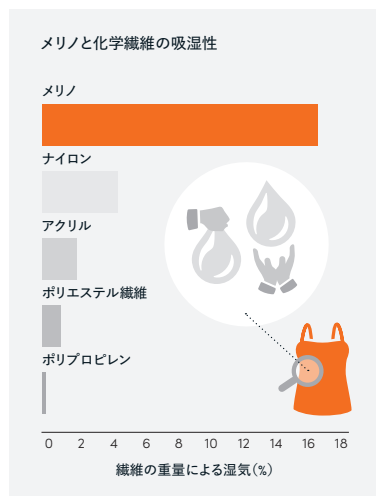 メリノと化学繊維の吸湿性
メリノ
ナイロン
アクリル
ポリエステル繊維
ポリプロピレン
0 2 4 6 8 10 12 14 16 18
繊維の重量による湿気(%)